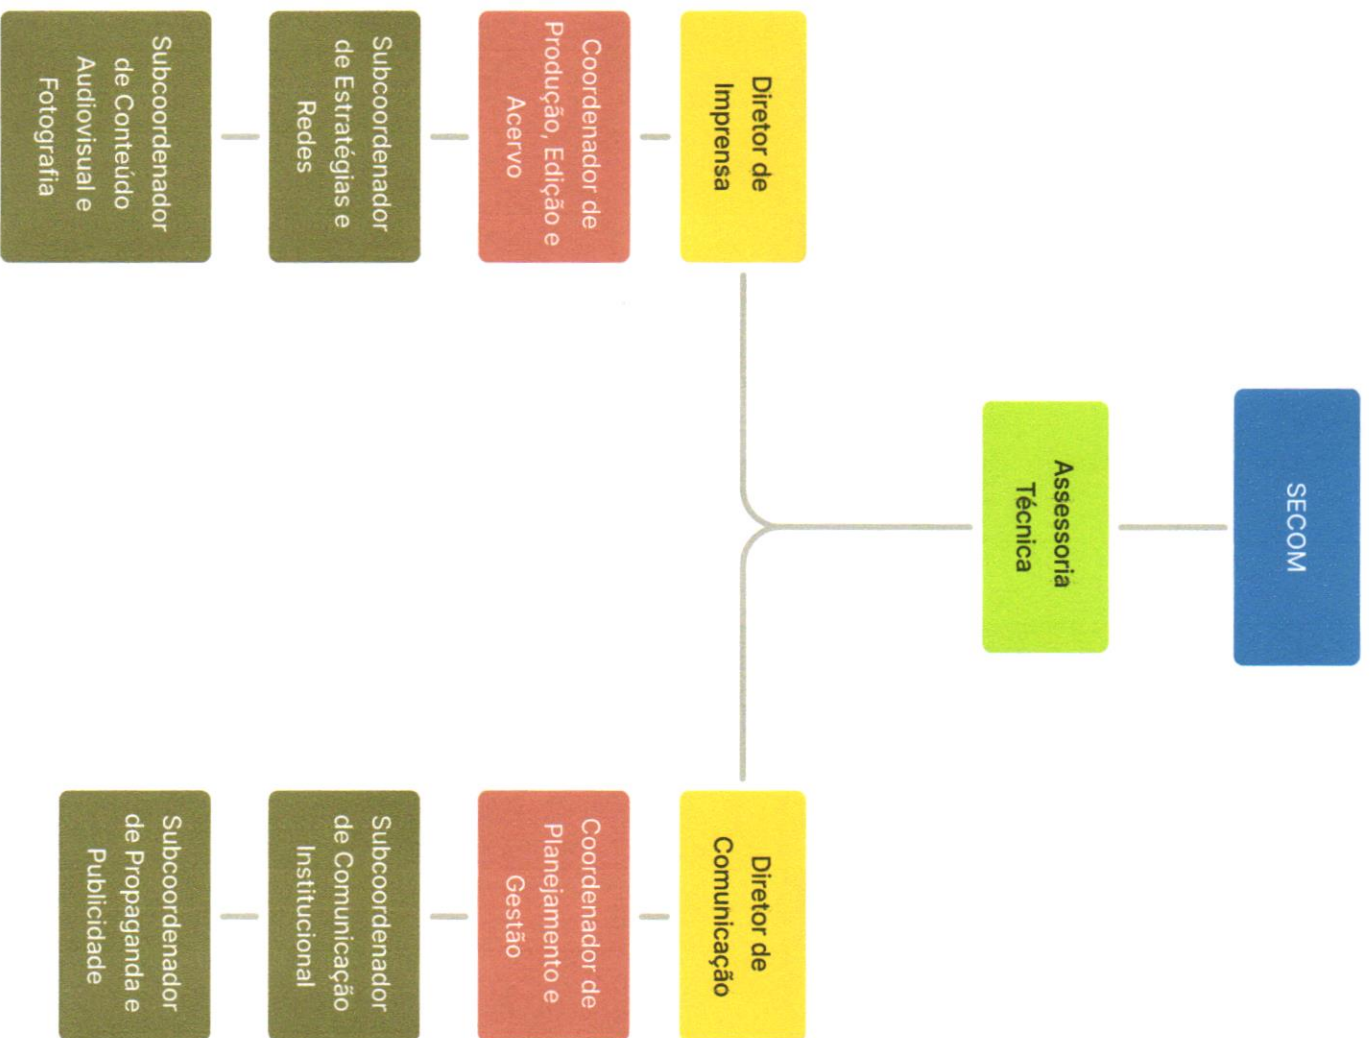 SECOM
Assessoria
Técnica
Diretor de
Imprensa
Coordenador de
Produção, Edição e
Acervo
Subcoordenador
de Estratégias e
Redes
Subcoordenador
de Conteúdo
Audiovisual e
Fotografia
Diretor de
Comunicação
Coordenador de
Planejamento e
Gestão
Subcoordenador
de Comunicação
Institucional
Subcoordenador
de Propaganda e
Publicidade